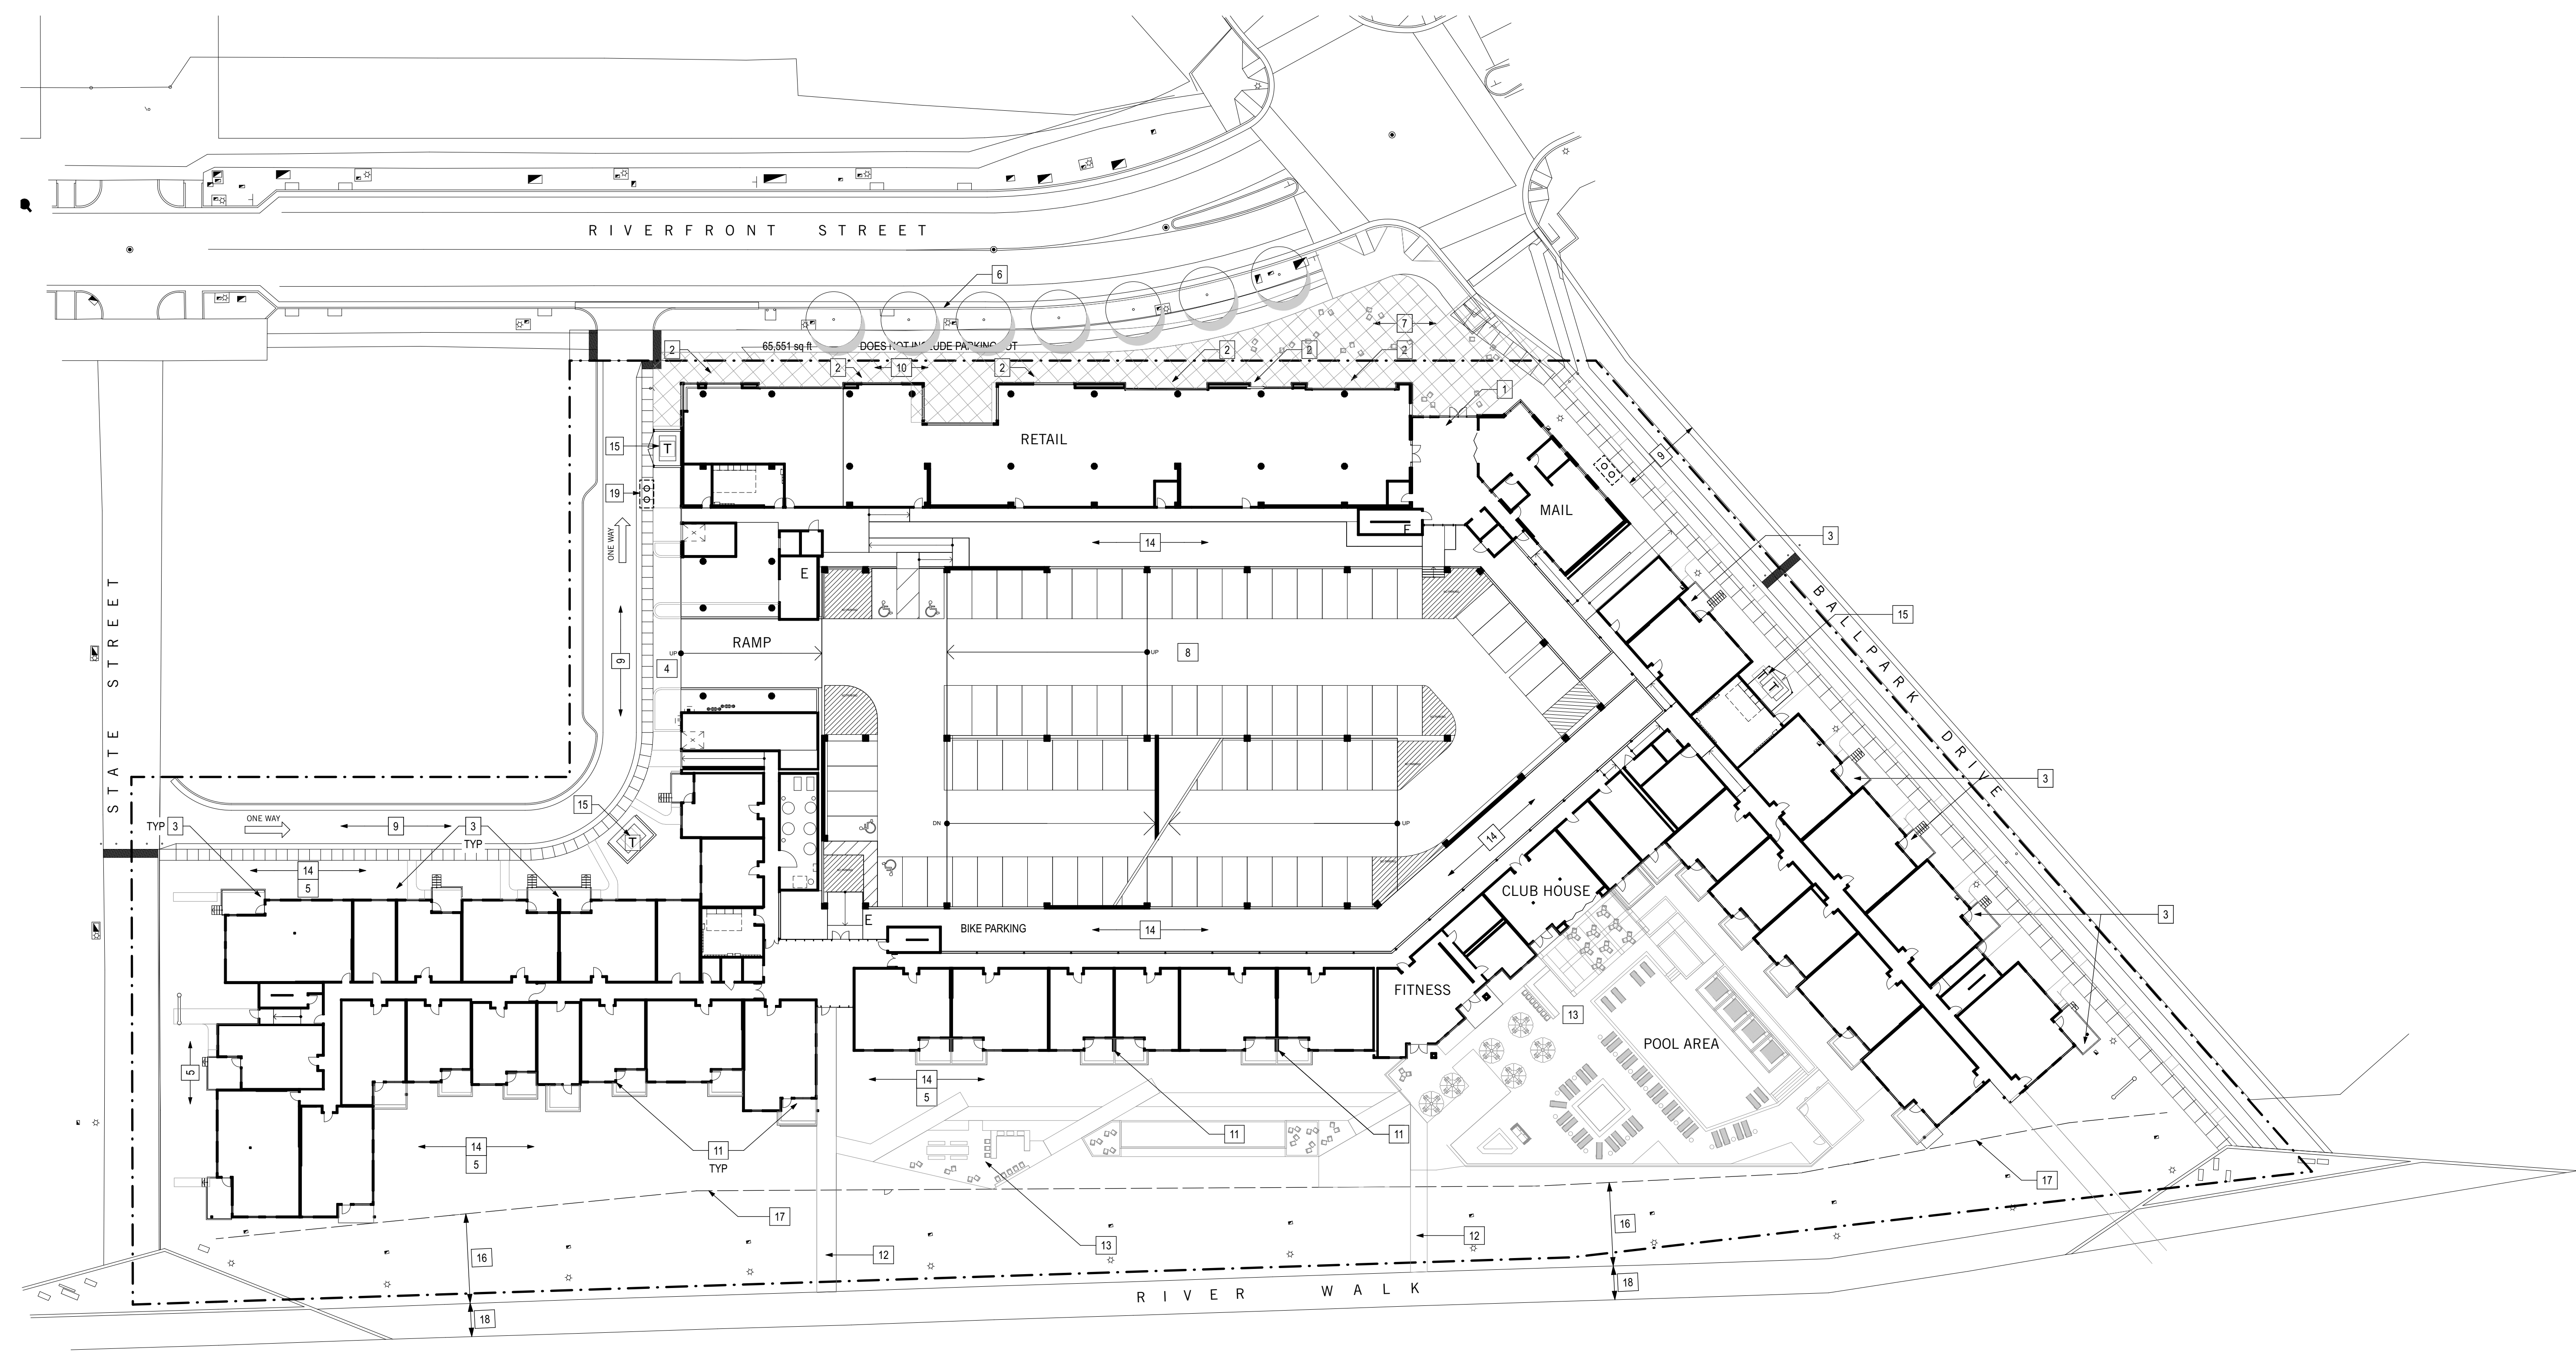 RIVERFRONT STREET
6
7
65,551 sq ft
DOES NOT INCLUDE PARKING LOT
2
2
10
2
2
2
2
1
RETAIL
15
T
19
MAIL
9
E
14
3
ONE WAY
E
BALLPARK DRIVE
15
T
STATE STREET
RAMP
UP
4
9
UP
8
3
15
T
ONE WAY
9
TYP 3
3
TYP
DN
UP
14
14
5
CLUB HOUSE
3
E
BIKE PARKING
14
FITNESS
13
POOL AREA
5
14
5
11
11
14
5
11
TYP
17
17
12
13
12
16
16
RIVER WALK
18
18